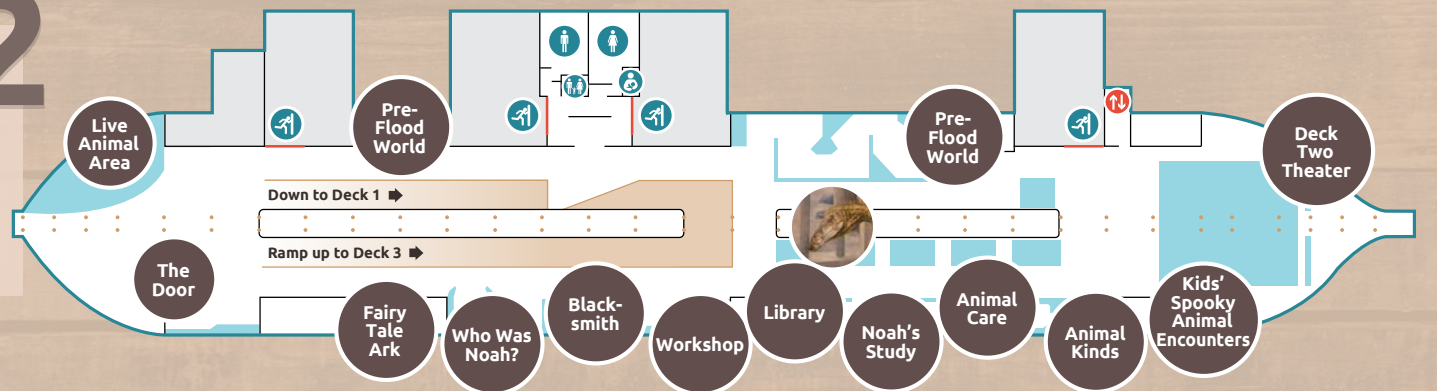 2
Live
Animal
Area
Pre-
Flood
World
Pre-
Flood
World
Deck
Two
Theater
Down to Deck 1
Ramp up to Deck 3
The
Door
Fairy
Tale
Ark
Who Was
Noah?
Black-
smith
Workshop
Library
Noah's
Study
Animal
Care
Animal
Kinds
Kids'
Spooky
Animal
Encounters